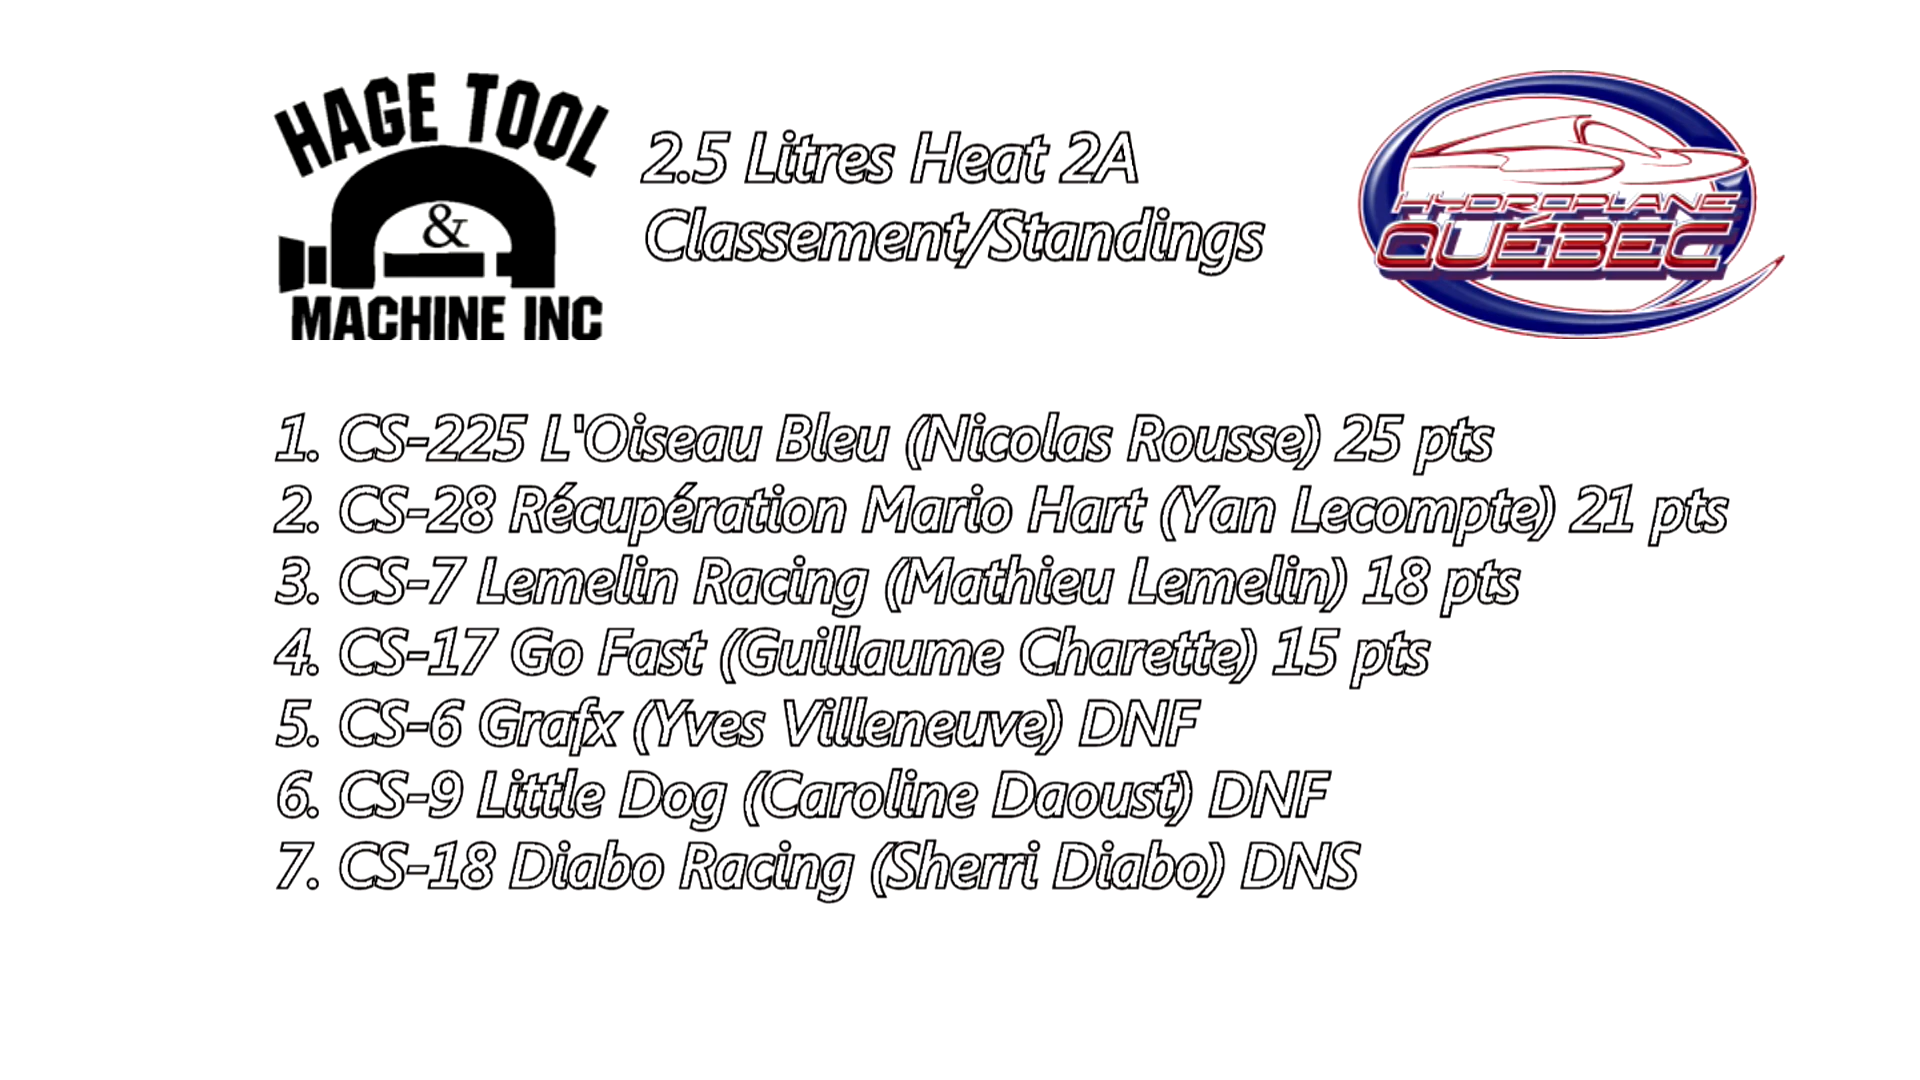 HAGE TOOL
&
MACHINE INC
2.5 Litres Heat 2A
Classement/Standings
HYDROPLANE
QUEBEC
1. CS-225 L'Oiseau Bleu (Nicolas Rousse) 25 pts
2. CS-28 Récupération Mario Hart (Yan Lecompte) 21 pts
3. CS-7 Lemelin Racing (Mathieu Lemelin) 18 pts
4. CS-17 Go Fast (Guillaume Charette) 15 pts
5. CS-6 Grafx (Yves Villeneuve) DNF
6. CS-9 Little Dog (Caroline Daoust) DNF
7. CS-18 Diabo Racing (Sherri Diabo) DNS